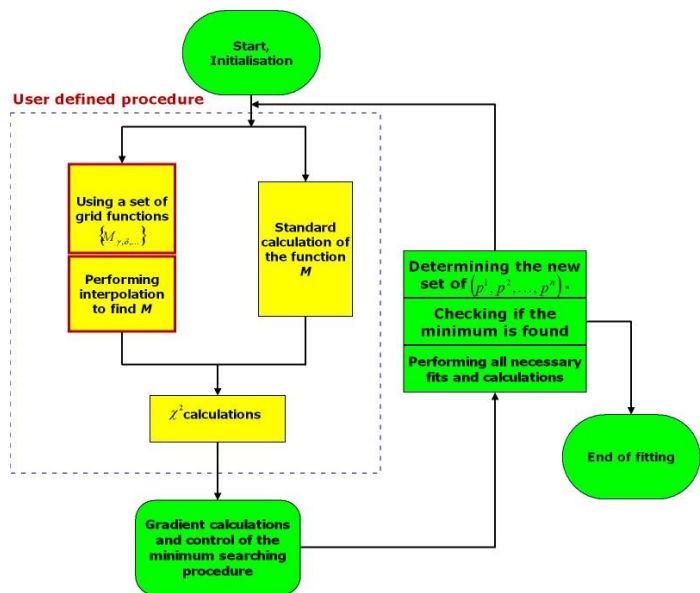 Start,
Initialisation
User defined procedure
Using a set of
grid functions
{M γ,δ,...}
Performing
interpolation
to find M
Standard
calculation of
the function
M
χ² calculations
Gradient calculations
and control of the
minimum searching
procedure
Determining the new
set of (p¹, p², ..., pⁿ).
Checking if the
minimum is found
Performing all necessary
fits and calculations
End of fitting